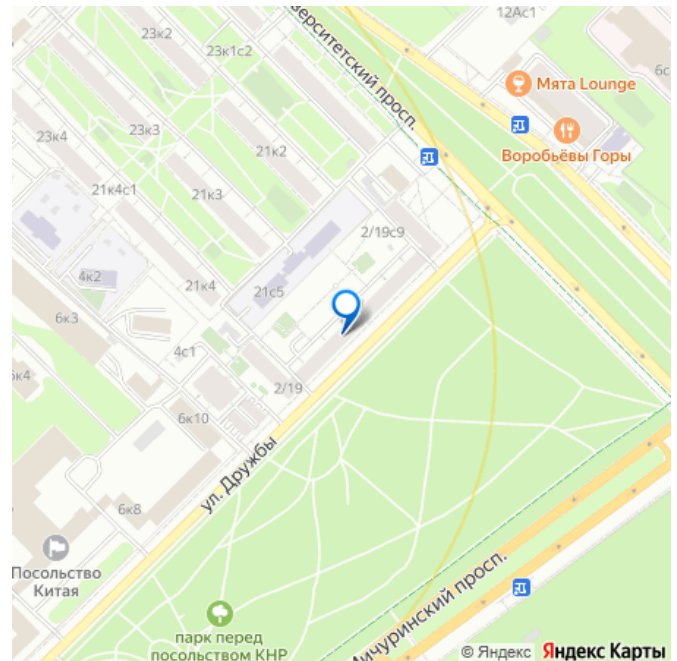 12Ас1
23к2
23к1с2
верситетский просп.
6с
Мята Lounge
Воробьёвы Горы
23к4
23к3
21к2
21к4с1
21к3
2/19с9
4к2
21к4
21с5
6к3
4с1
6к4
2/19
6к10
ул. Дружбы
6к8
Посольство
Китая
Мичуринский просп.
парк перед
посольством КНР
© Яндекс Яндекс Карты